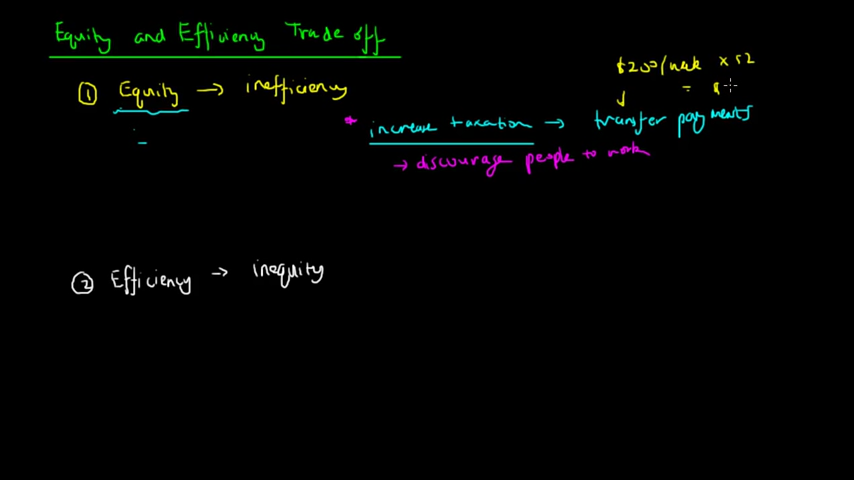 Equity and Efficiency Trade off
$200/week x 52
=
① Equity → inefficiency
* increase taxation → transfer payments
→ discourage people to work
② Efficiency → inequity